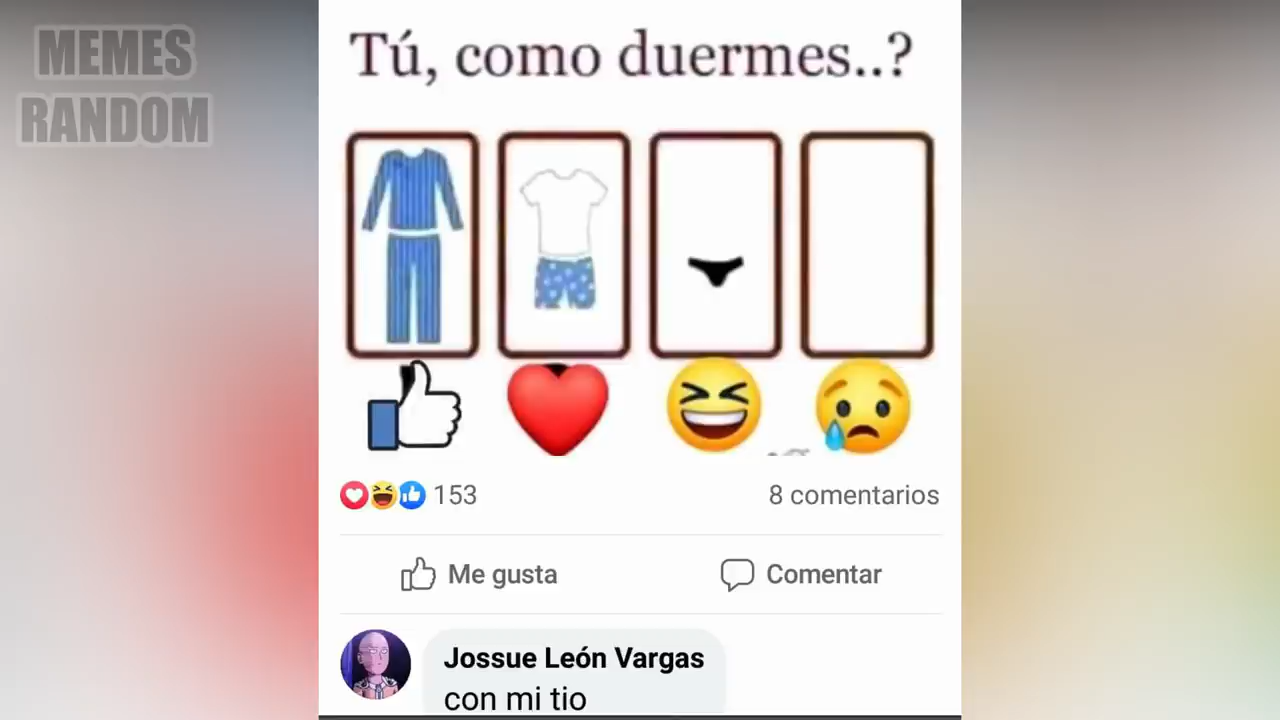 MEMES
RANDOM
Tú, como duermes..?
153
8 comentarios
Me gusta
Comentar
Jossue León Vargas
con mi tio